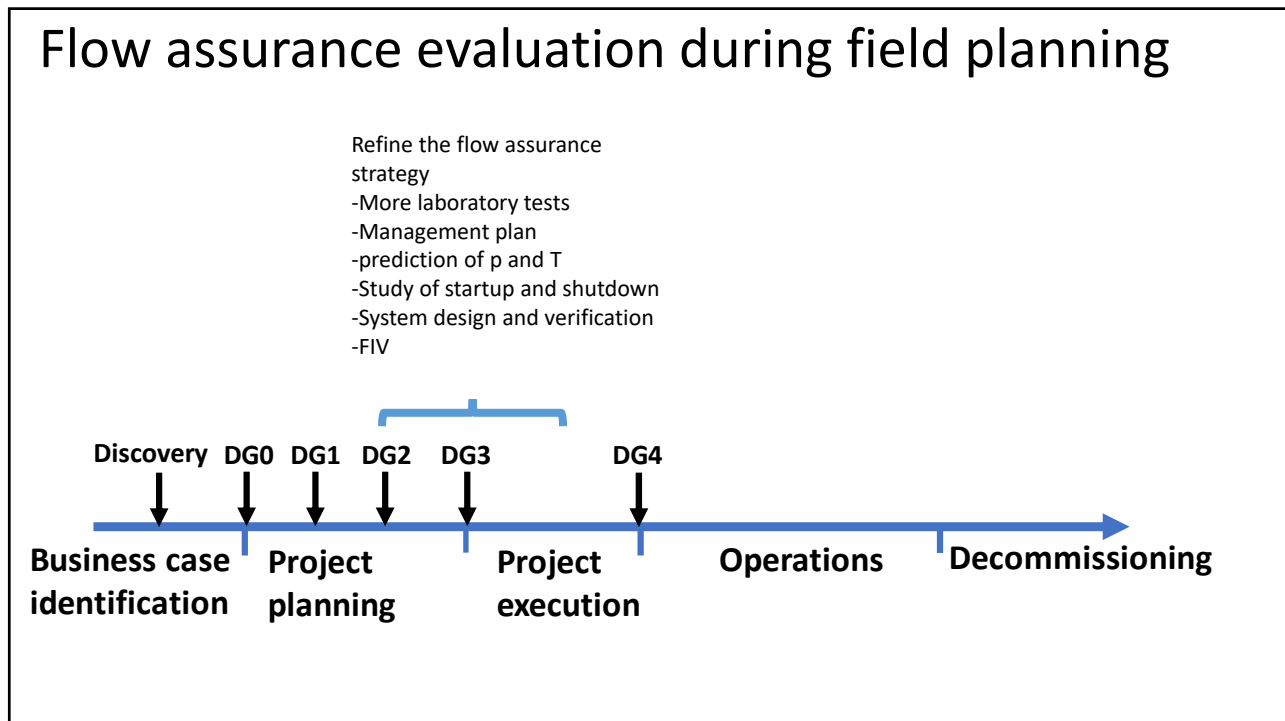 Flow assurance evaluation during field planning
Refine the flow assurance
strategy
-More laboratory tests
-Management plan
-prediction of p and T
-Study of startup and shutdown
-System design and verification
-FIV
Discovery DG0 DG1 DG2 DG3 DG4
Business case
identification
Project
planning
Project
execution
Operations
Decommissioning